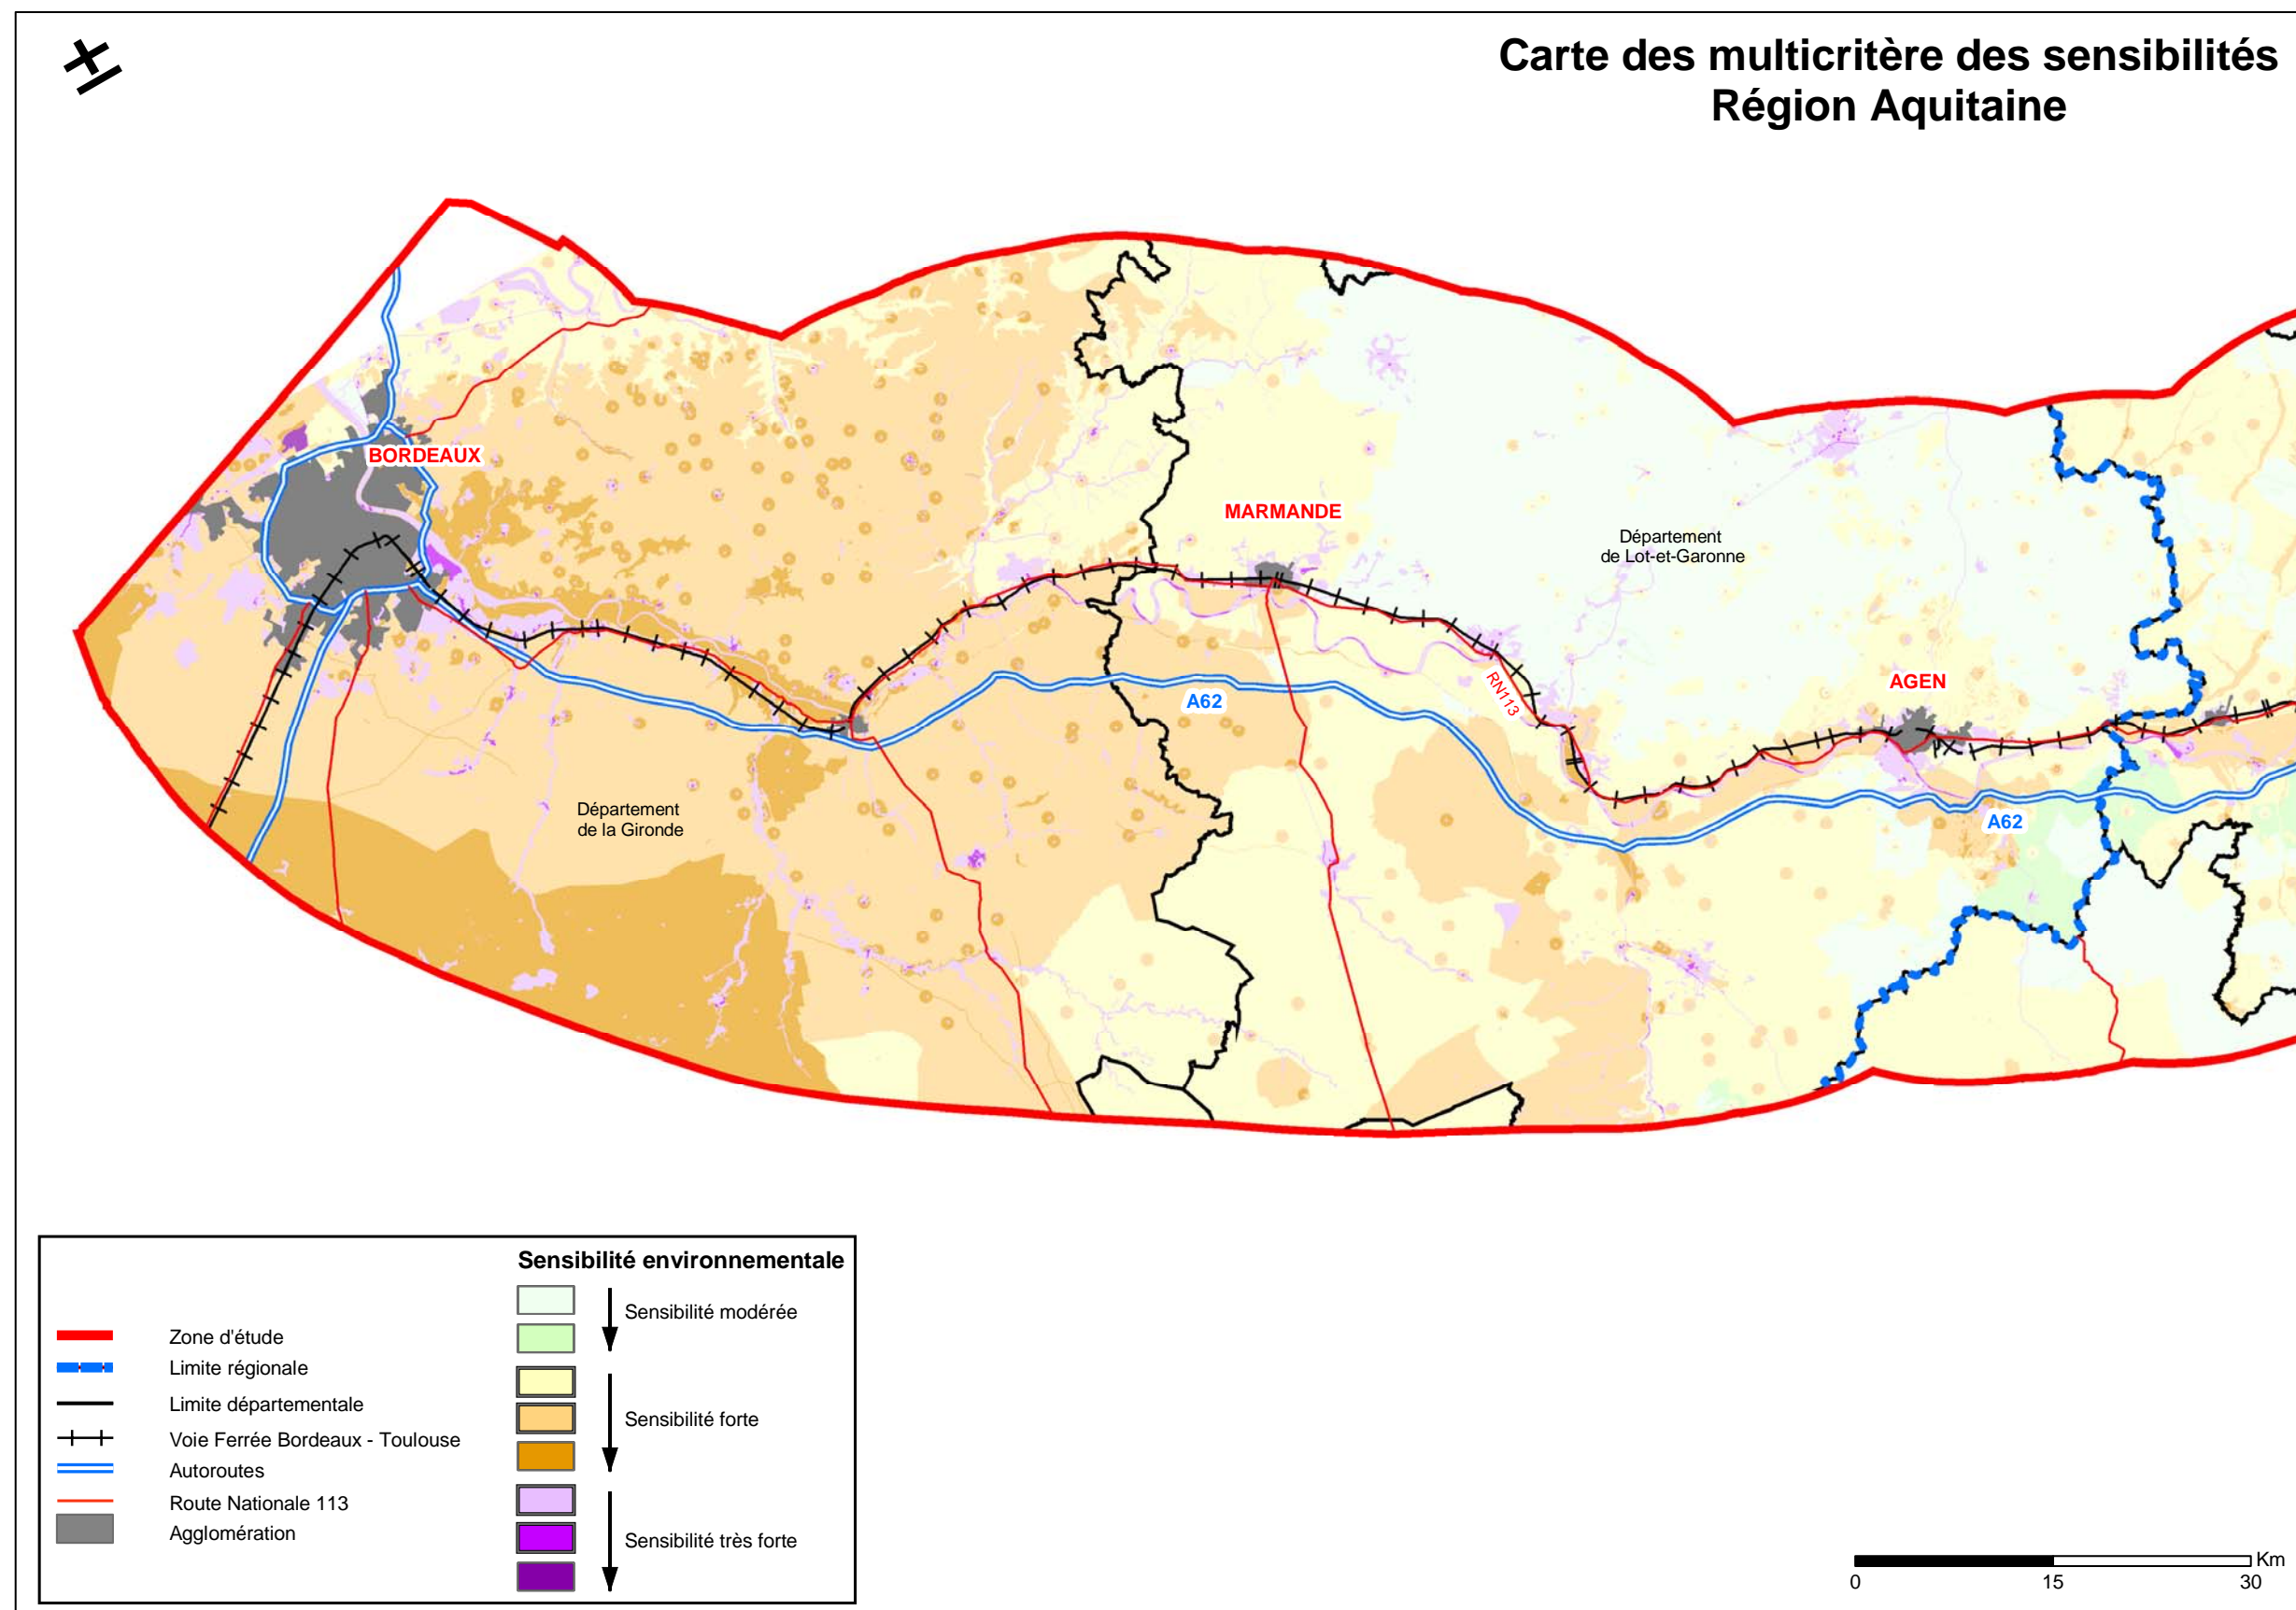 Carte des multicritère des sensibilités
Région Aquitaine
BORDEAUX
MARMANDE
Département
de Lot-et-Garonne
AGEN
RN113
A62
A62
Département
de la Gironde
Sensibilité environnementale
Sensibilité modérée
Sensibilité forte
Sensibilité très forte
Zone d'étude
Limite régionale
Limite départementale
Voie Ferrée Bordeaux - Toulouse
Autoroutes
Route Nationale 113
Agglomération
Km
0 15 30